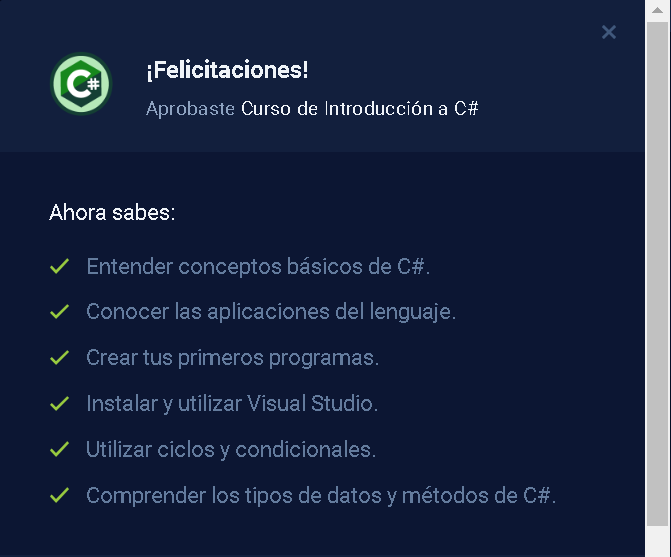 C#
¡Felicitaciones!
Aprobaste Curso de Introducción a C#
Ahora sabes:
Entender conceptos básicos de C#.
Conocer las aplicaciones del lenguaje.
Crear tus primeros programas.
Instalar y utilizar Visual Studio.
Utilizar ciclos y condicionales.
Comprender los tipos de datos y métodos de C#.